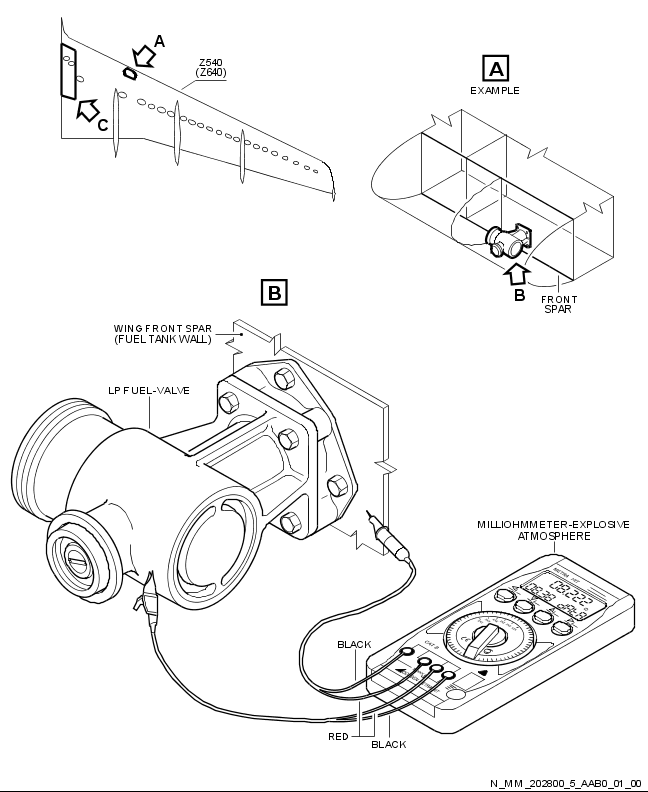 A
Z540
(Z640)
C
A
EXAMPLE
B
FRONT
SPAR
B
WING FRONT SPAR
(FUEL TANK WALL)
LP FUEL-VALVE
MILLIOHMMETER-EXPLOSIVE
ATMOSPHERE
BLACK
RED
BLACK
N_MM_202800_5_AAB0_01_00